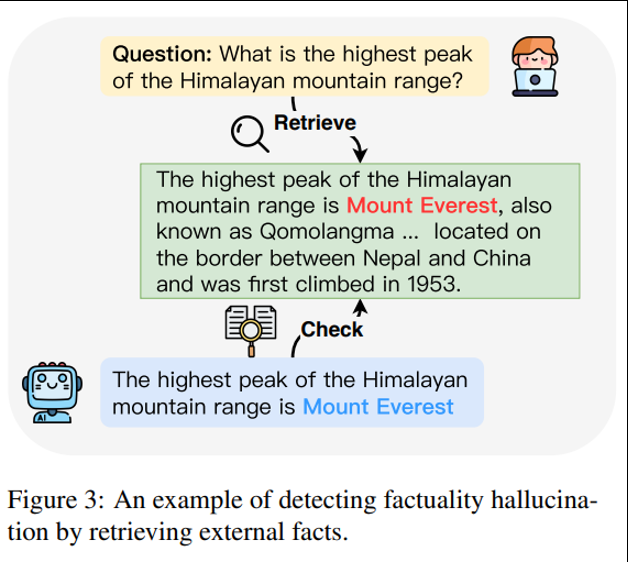 Question: What is the highest peak
of the Himalayan mountain range?
Retrieve
The highest peak of the Himalayan
mountain range is Mount Everest, also
known as Qomolangma ... located on
the border between Nepal and China
and was first climbed in 1953.
Check
The highest peak of the Himalayan
mountain range is Mount Everest
AI
Figure 3: An example of detecting factuality hallucina-
tion by retrieving external facts.